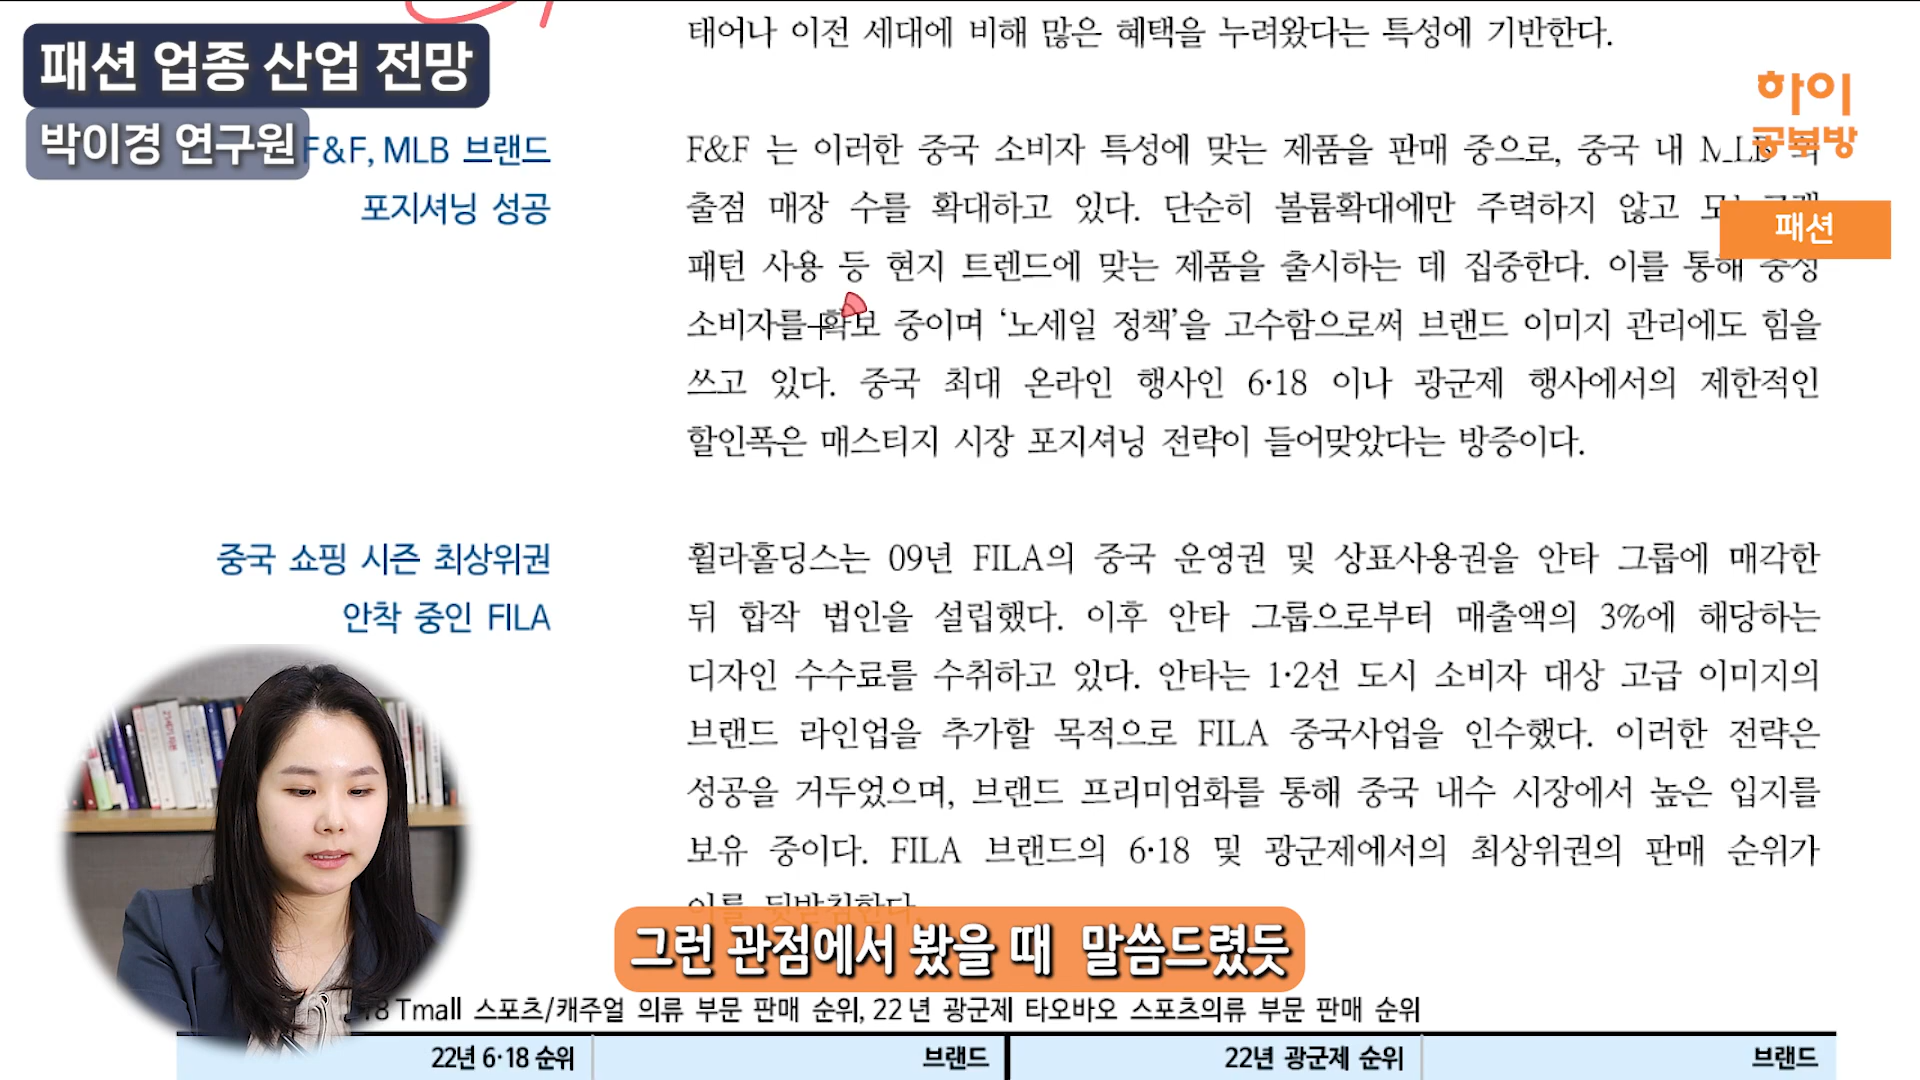 패션 업종 산업 전망
박이경 연구원
하이
공부방
패션
태어나 이전 세대에 비해 많은 혜택을 누려왔다는 특성에 기반한다.
F&F, MLB 브랜드
포지셔닝 성공
F&F 는 이러한 중국 소비자 특성에 맞는 제품을 판매 중으로, 중국 내
출점 매장 수를 확대하고 있다. 단순히 볼륨확대에만 주력하지 않고
패턴 사용 등 현지 트렌드에 맞는 제품을 출시하는 데 집중한다. 이를 통해
소비자를 확보 중이며 ‘노세일 정책’을 고수함으로써 브랜드 이미지 관리에도 힘을
쓰고 있다. 중국 최대 온라인 행사인 6·18 이나 광군제 행사에서의 제한적인
할인폭은 매스티지 시장 포지셔닝 전략이 들어맞았다는 방증이다.
중국 쇼핑 시즌 최상위권
안착 중인 FILA
휠라홀딩스는 09년 FILA의 중국 운영권 및 상표사용권을 안타 그룹에 매각한
뒤 합작 법인을 설립했다. 이후 안타 그룹으로부터 매출액의 3%에 해당하는
디자인 수수료를 수취하고 있다. 안타는 1·2선 도시 소비자 대상 고급 이미지의
브랜드 라인업을 추가할 목적으로 FILA 중국사업을 인수했다. 이러한 전략은
성공을 거두었으며, 브랜드 프리미엄화를 통해 중국 내수 시장에서 높은 입지를
보유 중이다. FILA 브랜드의 6·18 및 광군제에서의 최상위권의 판매 순위가
이를 뒷받침한다.
그런 관점에서 봤을 때 말씀드렸듯
Tmall 스포츠/캐주얼 의류 부문 판매 순위, 22년 광군제 타오바오 스포츠의류 부문 판매 순위
22년 6·18 순위 브랜드 22년 광군제 순위 브랜드